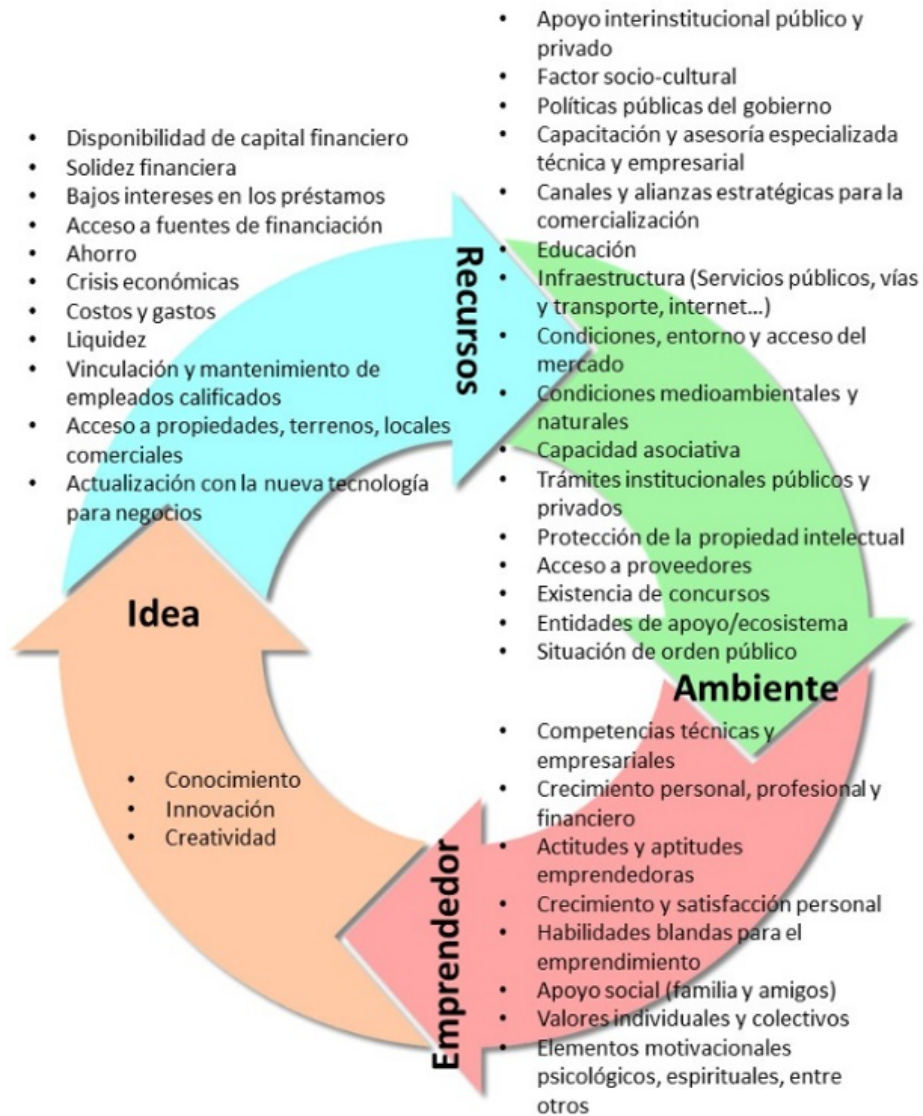 • Disponibilidad de capital financiero
• Solidez financiera
• Bajos intereses en los préstamos
• Acceso a fuentes de financiación
• Ahorro
• Crisis económicas
• Costos y gastos
• Liquidez
• Vinculación y mantenimiento de
empleados calificados
• Acceso a propiedades, terrenos, locales
comerciales
• Actualización con la nueva tecnología
para negocios
Recursos
• Apoyo interinstitucional público y
privado
• Factor socio-cultural
• Políticas públicas del gobierno
• Capacitación y asesoría especializada
técnica y empresarial
• Canales y alianzas estratégicas para la
comercialización
• Educación
• Infraestructura (Servicios públicos, vías
y transporte, internet...)
• Condiciones, entorno y acceso del
mercado
• Condiciones medioambientales y
naturales
• Capacidad asociativa
• Trámites institucionales públicos y
privados
• Protección de la propiedad intelectual
• Acceso a proveedores
• Existencia de concursos
• Entidades de apoyo/ecosistema
• Situación de orden público
Ambiente
• Competencias técnicas y
empresariales
• Crecimiento personal, profesional y
financiero
• Actitudes y aptitudes
emprendedoras
• Crecimiento y satisfacción personal
• Habilidades blandas para el
emprendimiento
• Apoyo social (familia y amigos)
• Valores individuales y colectivos
• Elementos motivacionales
psicológicos, espirituales, entre
otros
Emprendedor
Idea
• Conocimiento
• Innovación
• Creatividad